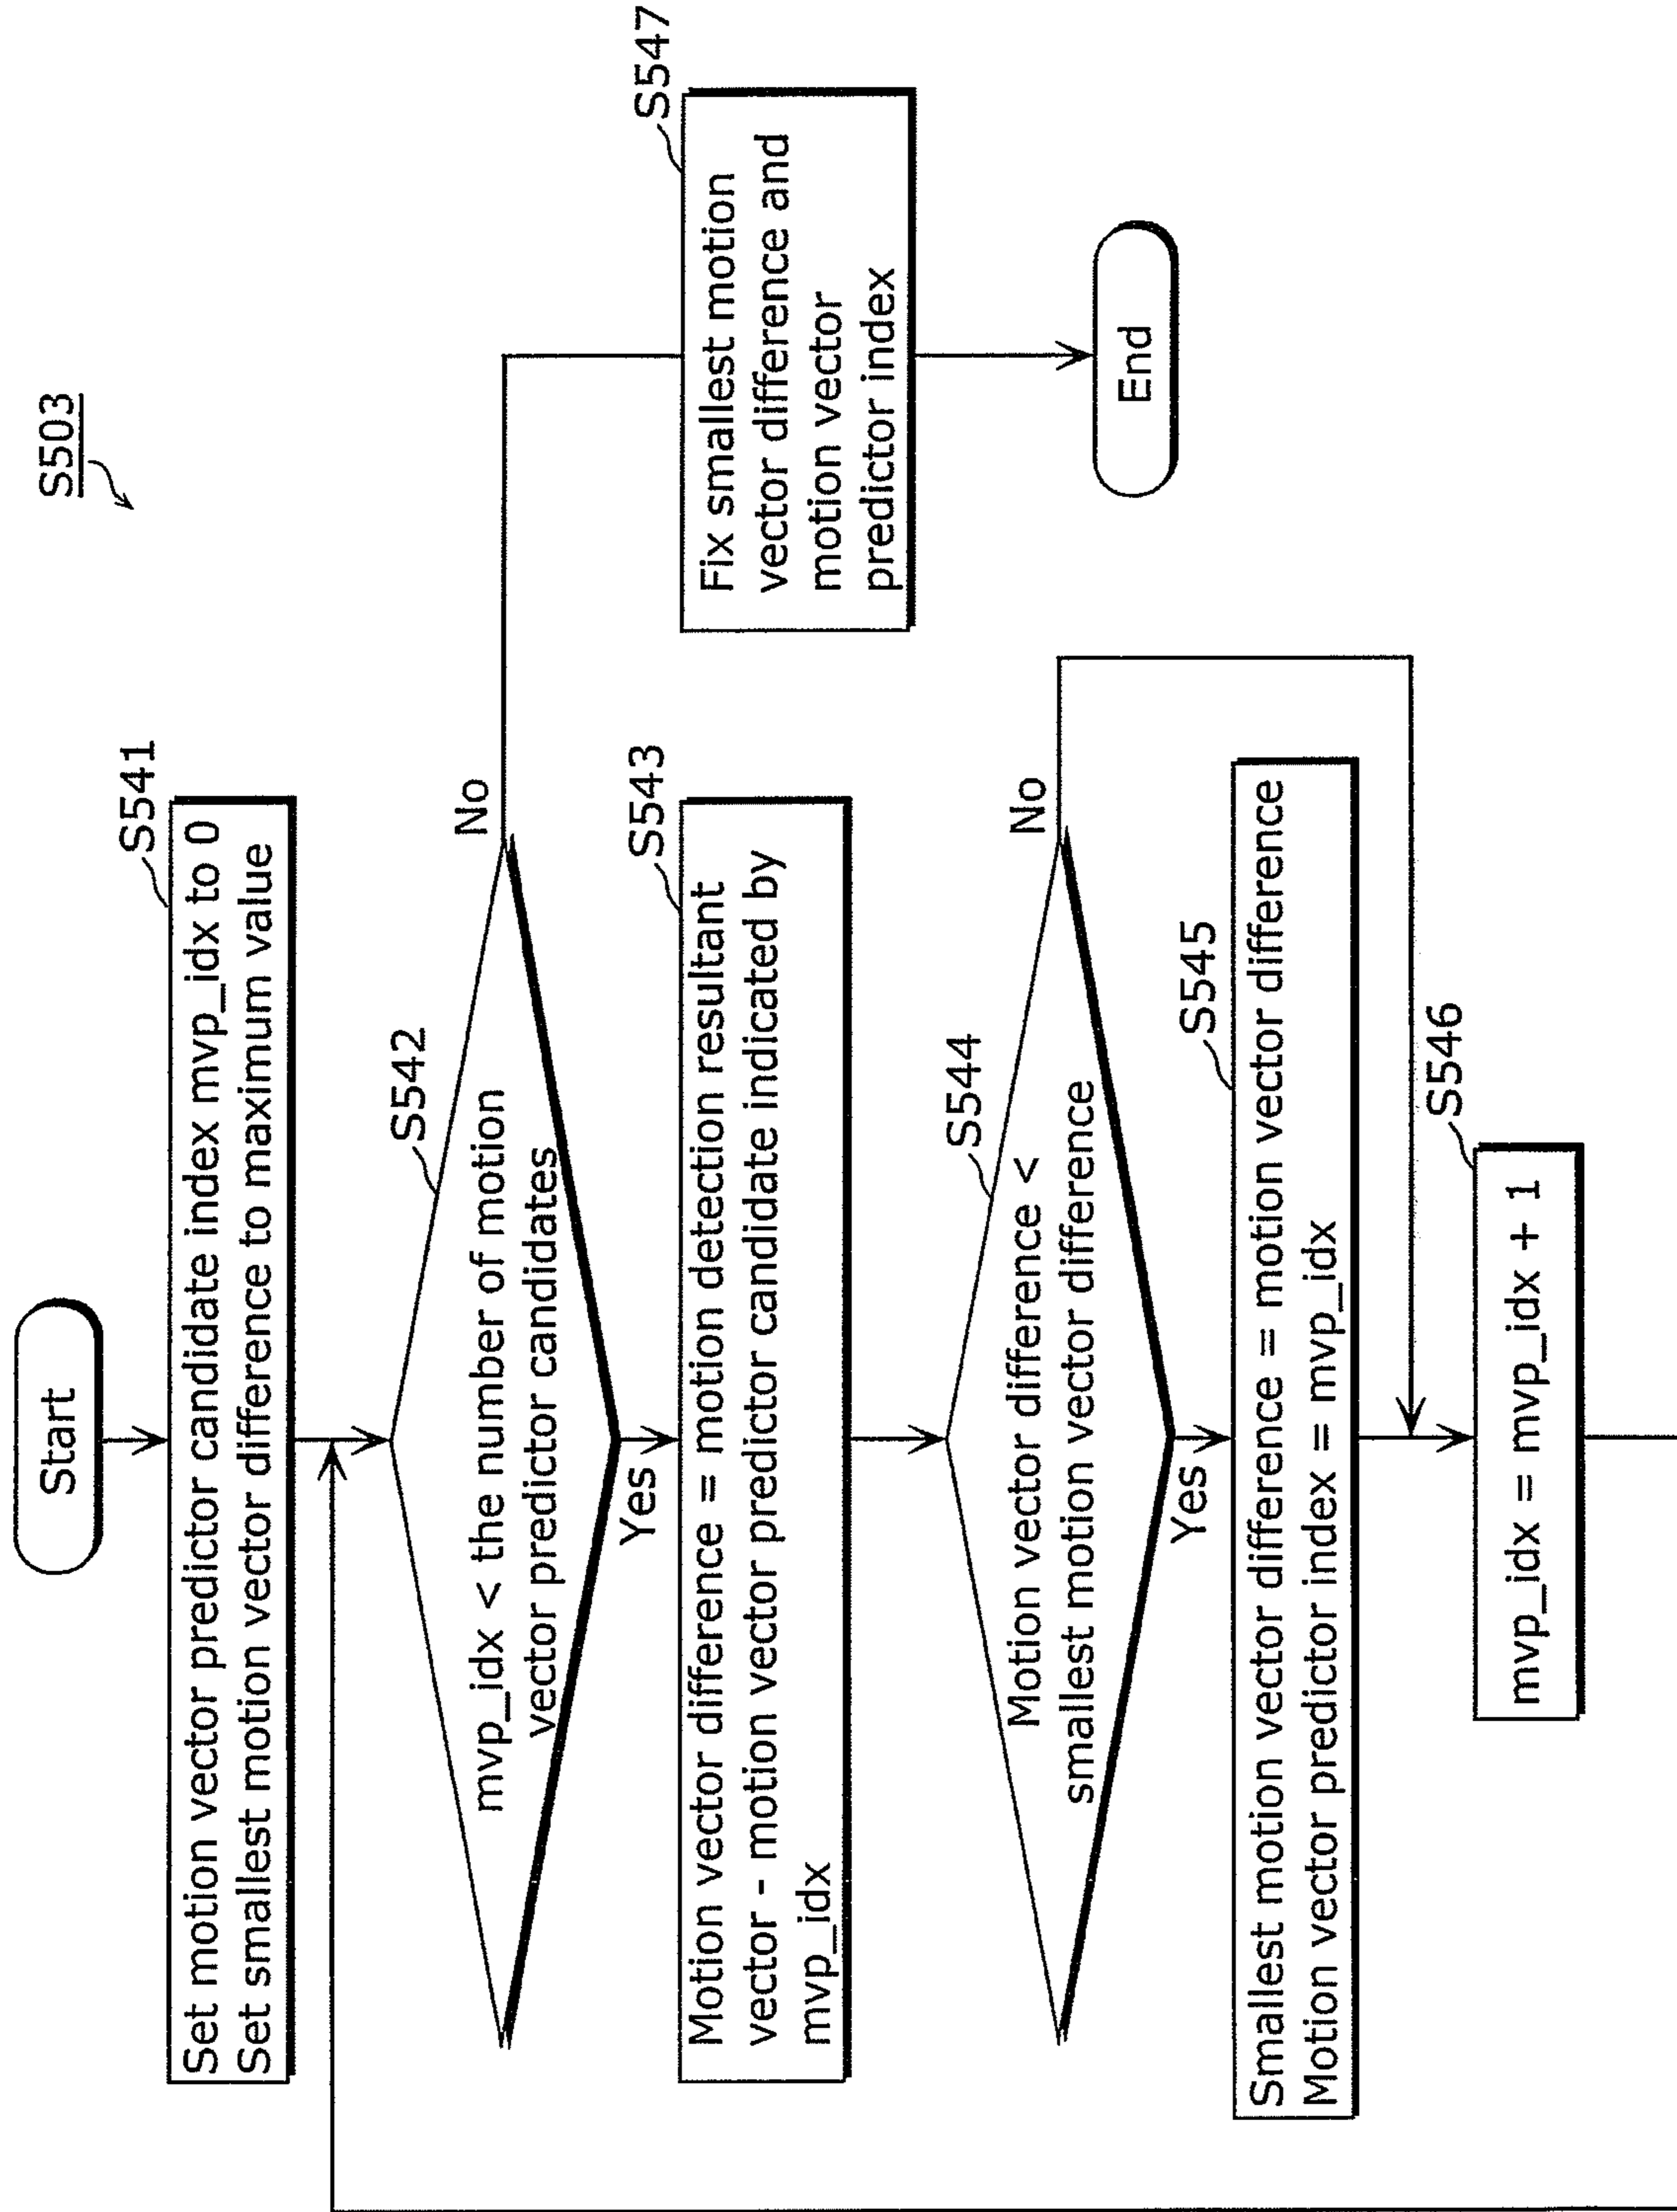 S503
Start
S541
Set motion vector predictor candidate index mvp_idx to 0
Set smallest motion vector difference to maximum value
S542
mvp_idx < the number of motion
vector predictor candidates
No
Yes
S543
Motion vector difference = motion detection resultant
vector - motion vector predictor candidate indicated by
mvp_idx
S544
Motion vector difference <
smallest motion vector difference
No
Yes
S545
Smallest motion vector difference = motion vector difference
Motion vector predictor index = mvp_idx
S546
mvp_idx = mvp_idx + 1
S547
Fix smallest motion
vector difference and
motion vector
predictor index
End